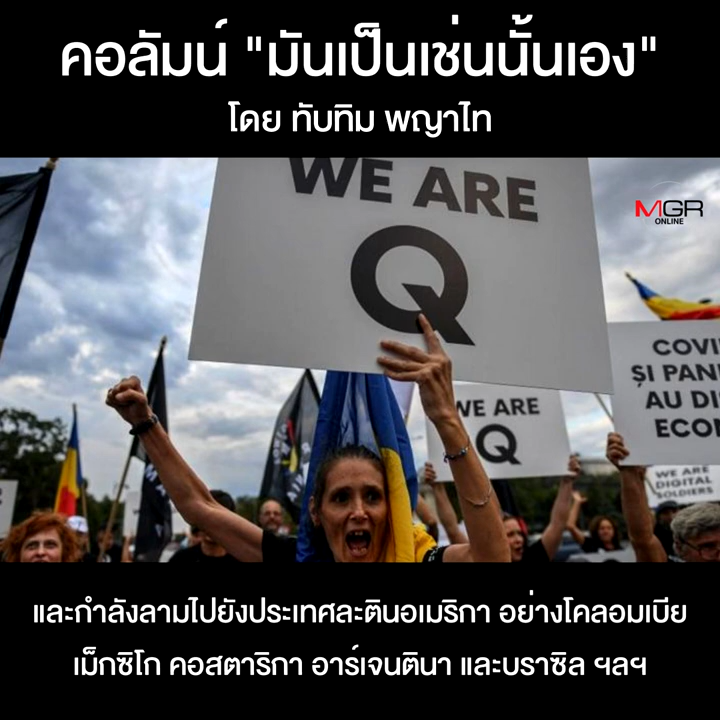 คอลัมน์ "มันเป็นเช่นนั้นเอง"
โดย ทับทิม พญาไท
MGR
ONLINE
WE ARE
Q
WE ARE
Q
COVI
ȘI PAN
AU DI
ECON
WE ARE
DIGITAL
SOLDIERS
และกำลังลามไปยังประเทศละตินอเมริกา อย่างโคลอมเบีย
เม็กซิโก คอสตาริกา อาร์เจนตินา และบราซิล ฯลฯ